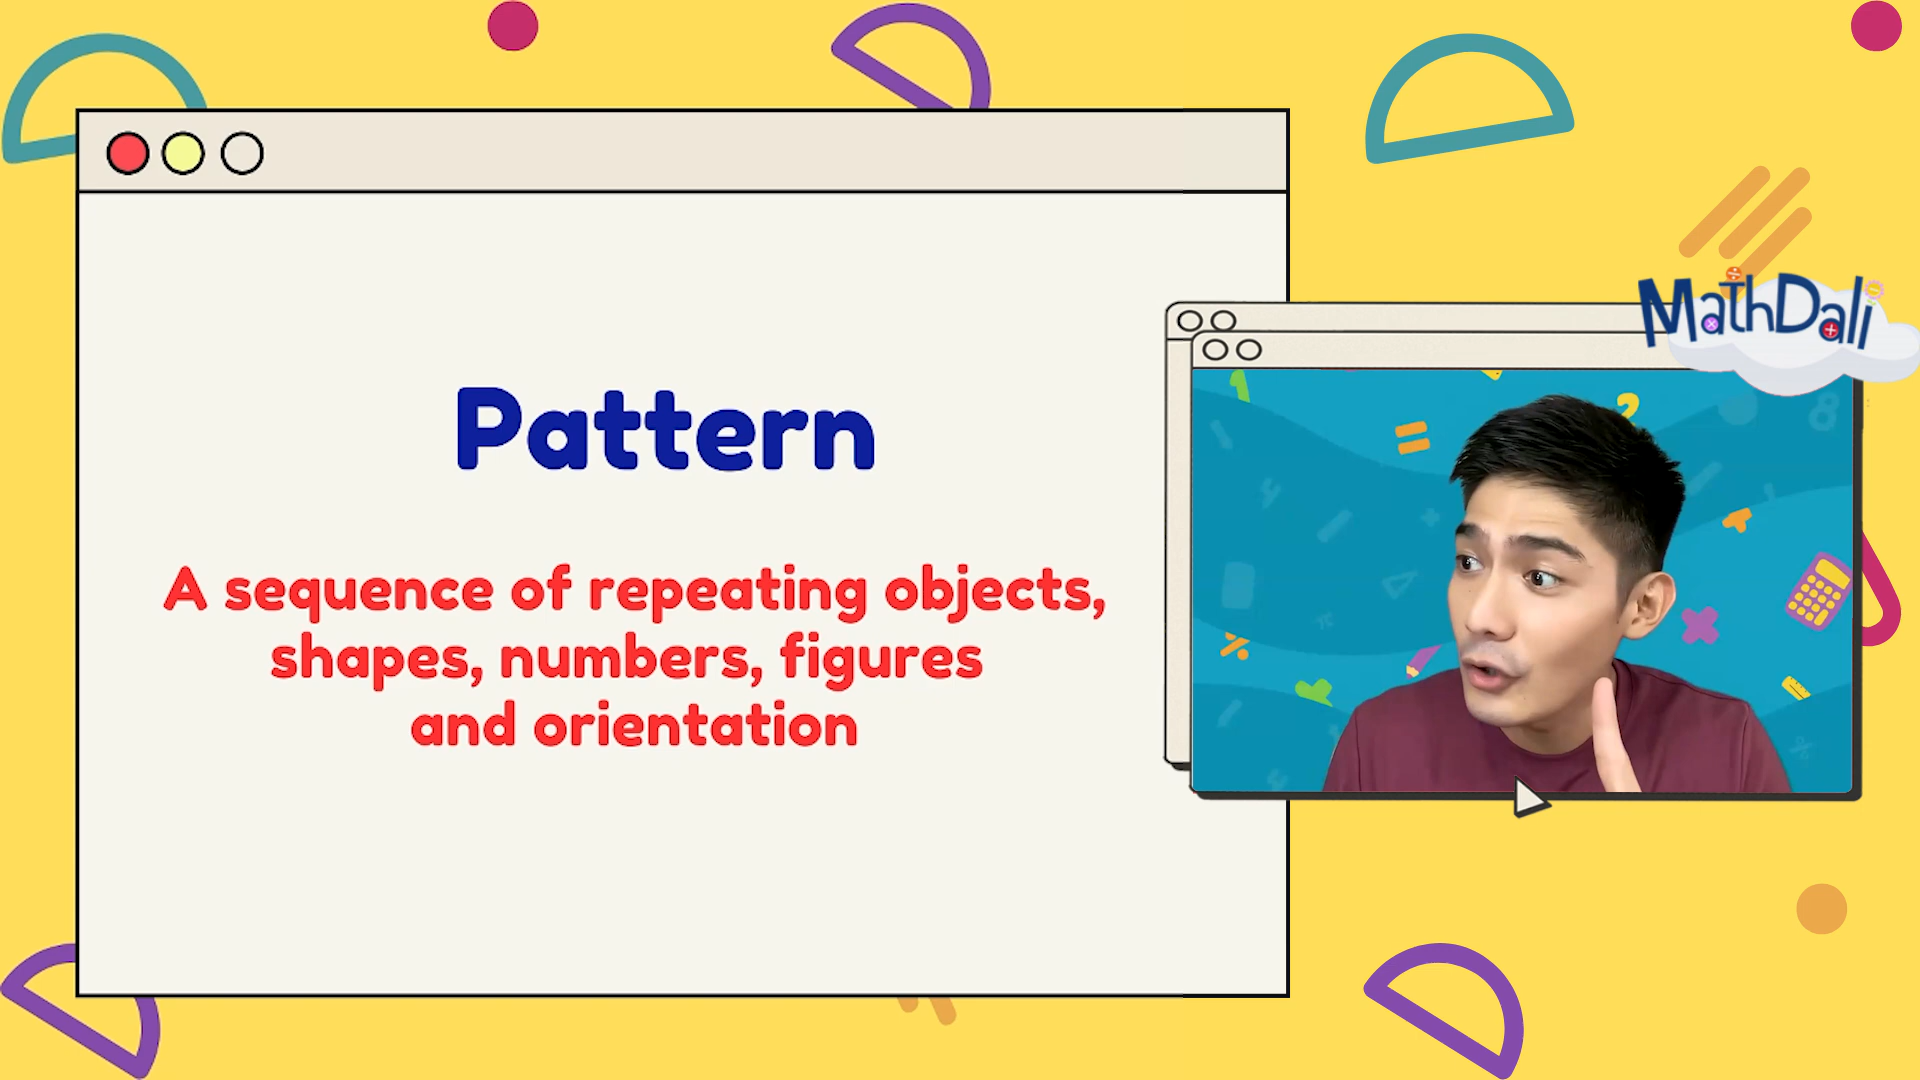 Pattern
A sequence of repeating objects,
shapes, numbers, figures
and orientation
MathDali